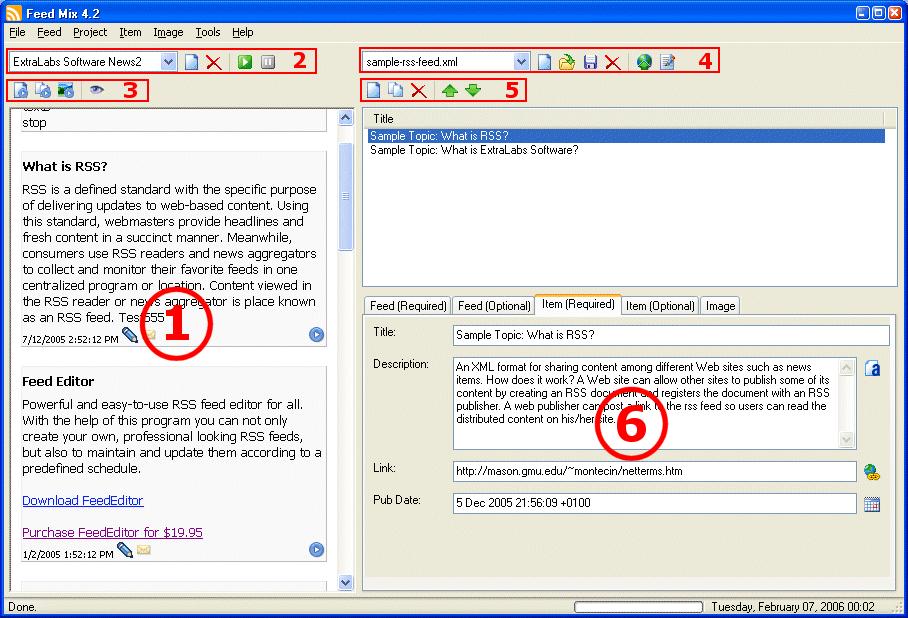 Feed Mix 4.2
File Feed Project Item Image Tools Help
ExtraLabs Software News2
2
sample-rss-feed.xml
4
3
5
stop
What is RSS?
RSS is a defined standard with the specific purpose
of delivering updates to web-based content. Using
this standard, webmasters provide headlines and
fresh content in a succinct manner. Meanwhile,
consumers use RSS readers and news aggregators
to collect and monitor their favorite feeds in one
centralized program or location. Content viewed in
the RSS reader or news aggregator is place known
as an RSS feed.
7/12/2005 2:52:12 PM
1
Feed Editor
Powerful and easy-to-use RSS feed editor for all.
With the help of this program you can not only
create your own, professional looking RSS feeds,
but also to maintain and update them according to a
predefined schedule.
Download FeedEditor
Purchase FeedEditor for $19.95
1/2/2005 1:52:12 PM
Title
Sample Topic: What is RSS?
Sample Topic: What is ExtraLabs Software?
Feed (Required) Feed (Optional) Item (Required) Item (Optional) Image
Title:
Sample Topic: What is RSS?
Description:
An XML format for sharing content among different Web sites such as news
items. How does it work? A Web site can allow other sites to publish some of its
content by creating an RSS document and registers the document with an RSS
publisher. A web publisher can post a link to the rss feed so users can read the
distributed content on his/her site.
6
Link:
http://mason.gmu.edu/~montecin/netterms.htm
Pub Date:
5 Dec 2005 21:56:09 +0100
Done.
Tuesday, February 07, 2006 00:02